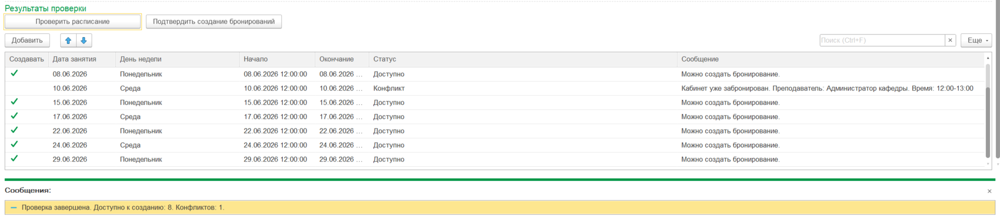 Результаты проверки
Проверить расписание Подтвердить создание бронирований
Добавить Поиск (Ctrl+F) × Еще
Создавать Дата занятия День недели Начало Окончание Статус Сообщение
08.06.2026 Понедельник 08.06.2026 12:00:00 08.06.2026 ... Доступно Можно создать бронирование.
10.06.2026 Среда 10.06.2026 12:00:00 10.06.2026 ... Конфликт Кабинет уже забронирован. Преподаватель: Администратор кафедры. Время: 12:00-13:00
15.06.2026 Понедельник 15.06.2026 12:00:00 15.06.2026 ... Доступно Можно создать бронирование.
17.06.2026 Среда 17.06.2026 12:00:00 17.06.2026 ... Доступно Можно создать бронирование.
22.06.2026 Понедельник 22.06.2026 12:00:00 22.06.2026 ... Доступно Можно создать бронирование.
24.06.2026 Среда 24.06.2026 12:00:00 24.06.2026 ... Доступно Можно создать бронирование.
29.06.2026 Понедельник 29.06.2026 12:00:00 29.06.2026 ... Доступно Можно создать бронирование.
Сообщения: ×
Проверка завершена. Доступно к созданию: 8. Конфликтов: 1.